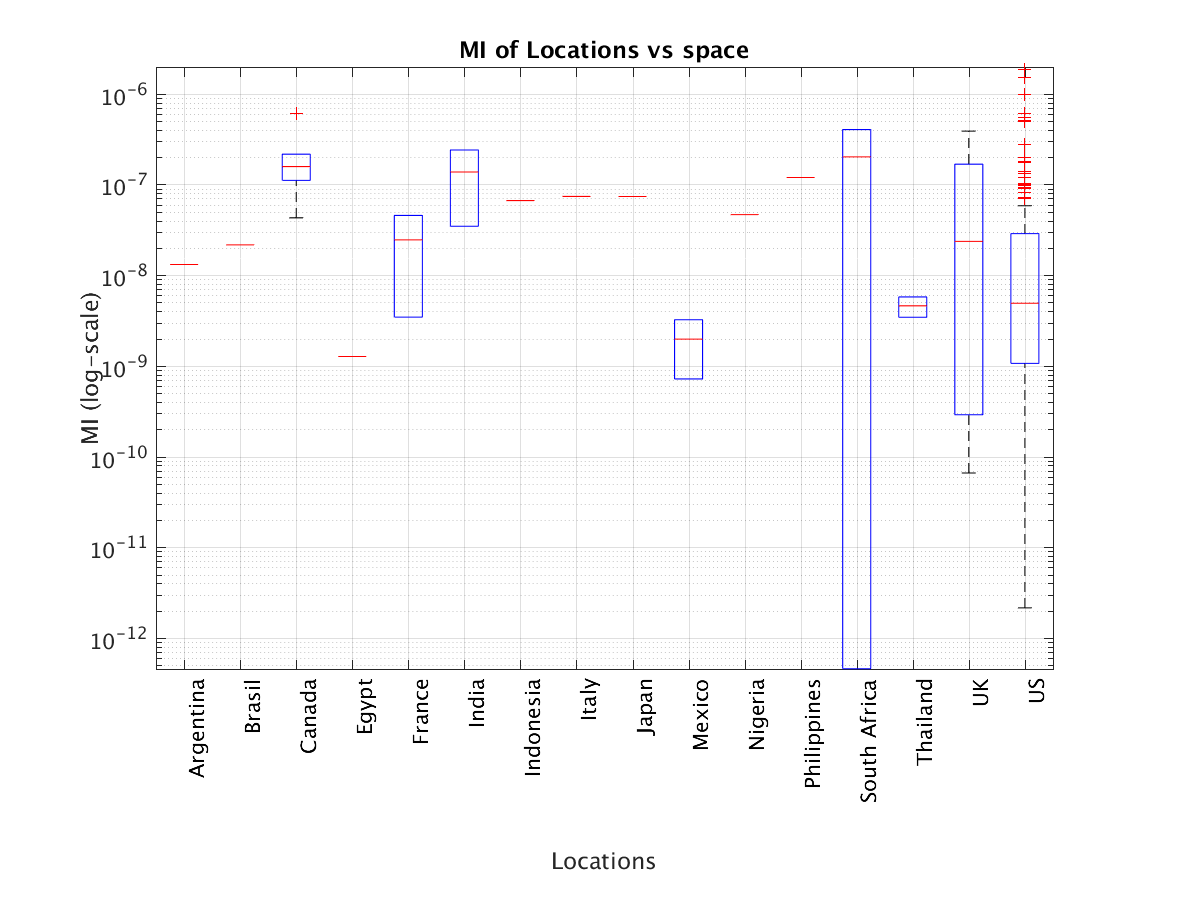 MI of Locations vs space
MI (log-scale)
10^-6
10^-7
10^-8
10^-9
10^-10
10^-11
10^-12
Argentina
Brasil
Canada
Egypt
France
India
Indonesia
Italy
Japan
Mexico
Nigeria
Philippines
South Africa
Thailand
UK
US
Locations